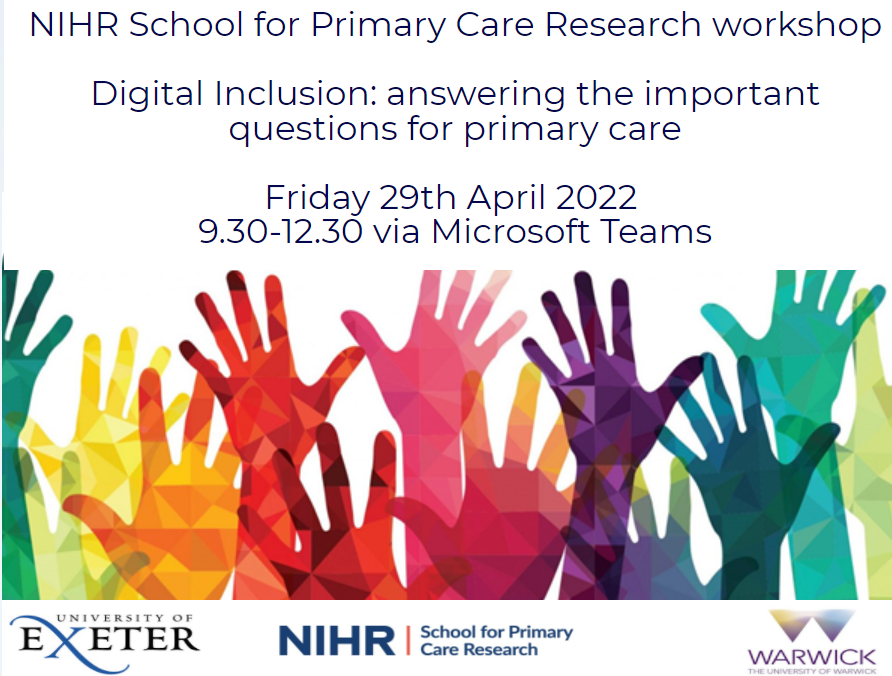 NIHR School for Primary Care Research workshop
Digital Inclusion: answering the important
questions for primary care
Friday 29th April 2022
9.30-12.30 via Microsoft Teams
UNIVERSITY OF
EXETER
NIHR | School for Primary
Care Research
WARWICK
THE UNIVERSITY OF WARWICK